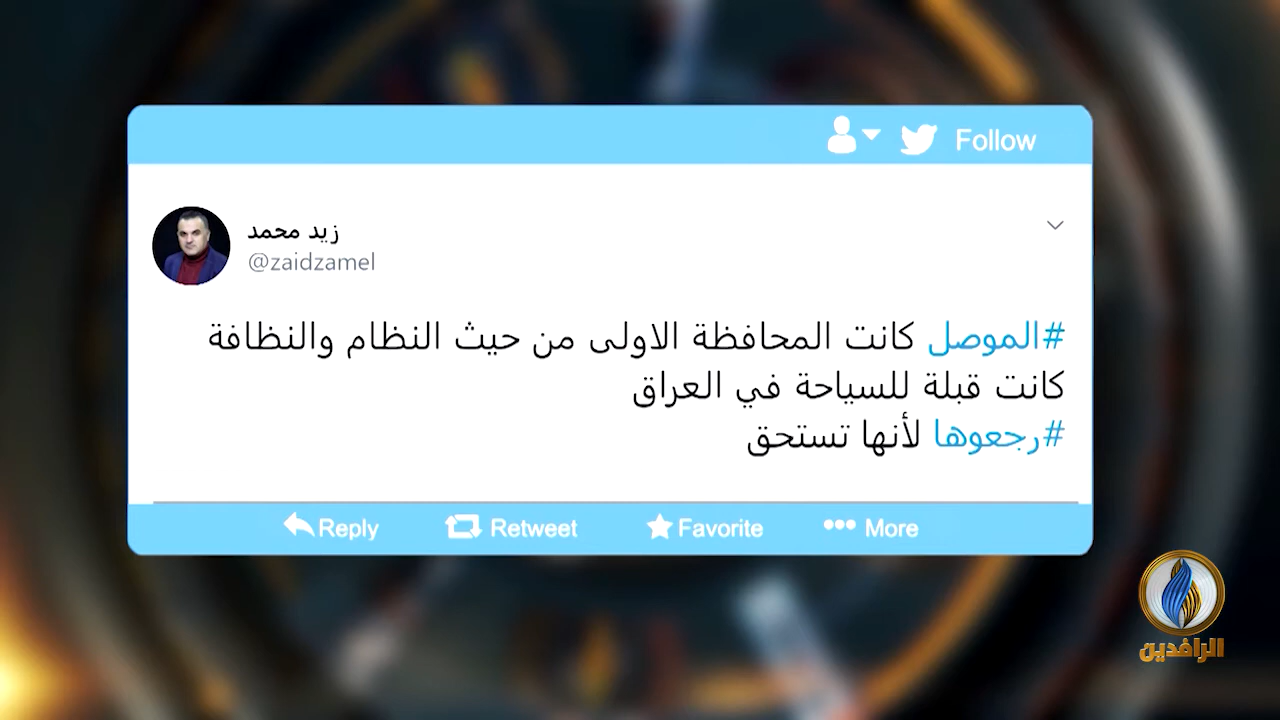 Follow
زيد محمد
@zaidzamel
#الموصل كانت المحافظة الاولى من حيث النظام والنظافة
كانت قبلة للسياحة في العراق
#رجعوها لأنها تستحق
Reply Retweet Favorite More
الرافدين